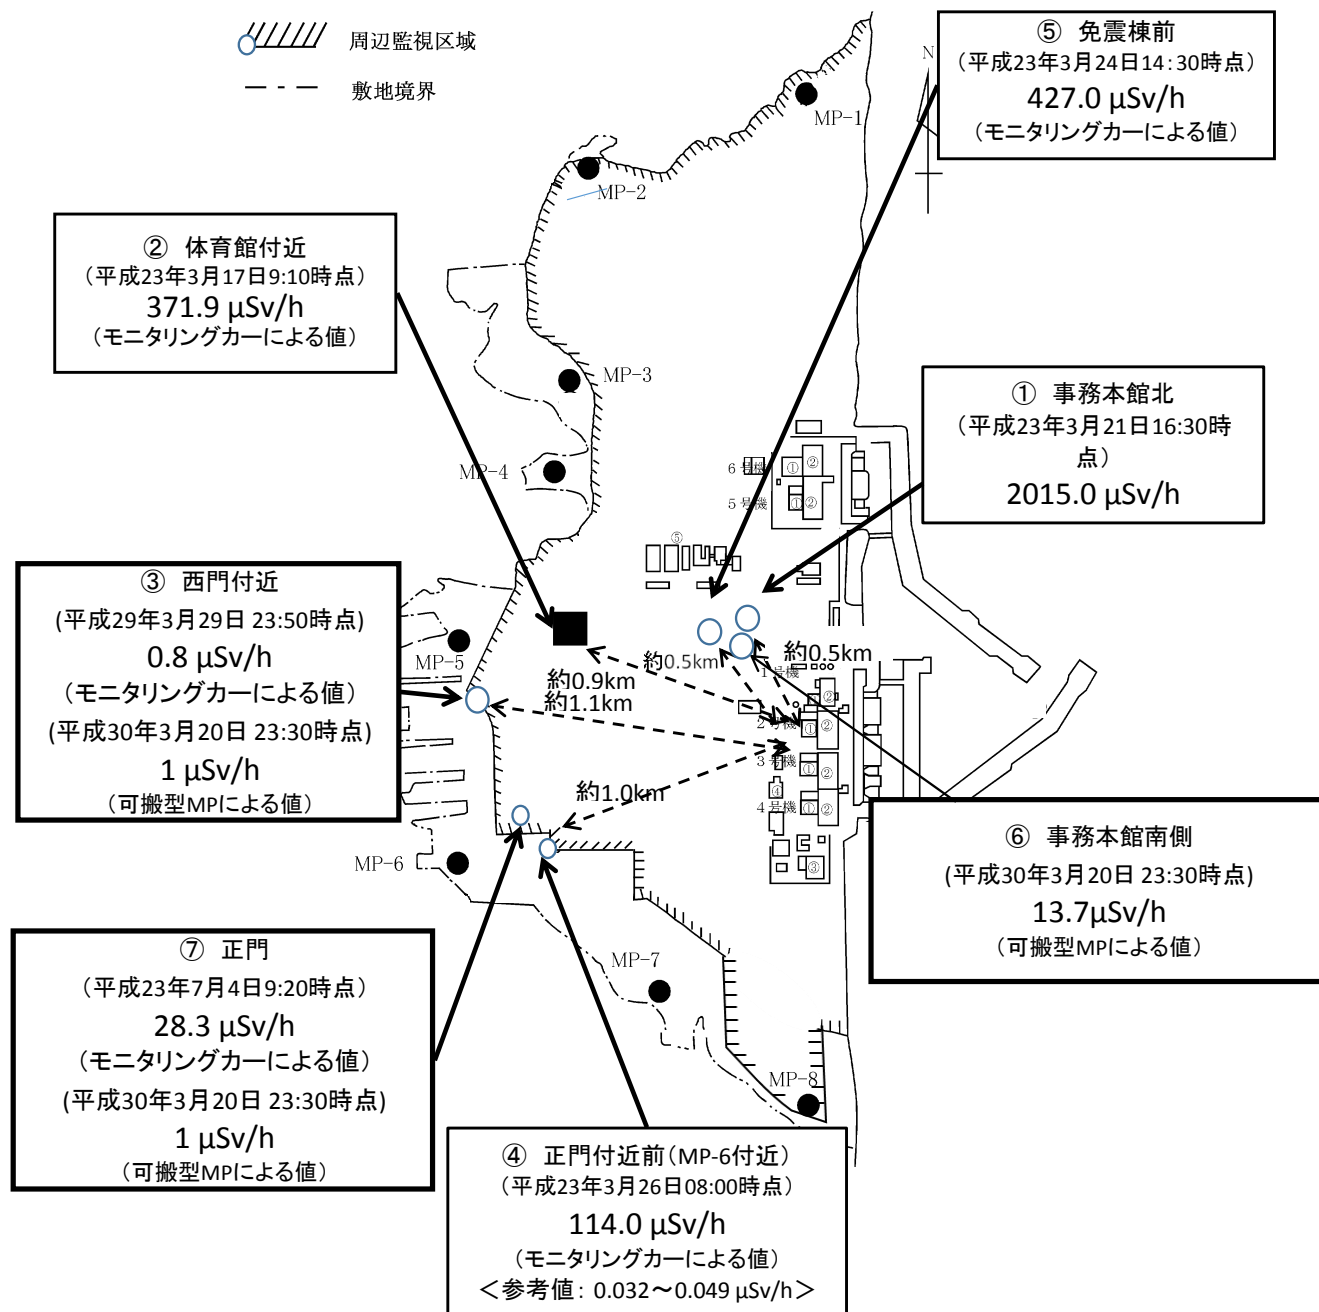 周辺監視区域
敷地境界
⑤ 免震棟前
（平成23年3月24日14：30時点）
427.0 μSv/h
（モニタリングカーによる値）
N
MP-1
MP-2
② 体育館付近
（平成23年3月17日9:10時点）
371.9 μSv/h
（モニタリングカーによる値）
MP-3
① 事務本館北
（平成23年3月21日16:30時
点）
2015.0 μSv/h
MP-4
６号機
①
②
５号機
①
②
⑤
③ 西門付近
(平成29年3月29日 23:50時点)
0.8 μSv/h
（モニタリングカーによる値）
(平成30年3月20日 23:30時点)
1 μSv/h
（可搬型MPによる値）
MP-5
約0.5km
約0.5km
約0.9km
約1.1km
１号機
②
２号機
①
②
３号機
①
②
④
４号機
①
②
③
約1.0km
MP-6
⑥ 事務本館南側
(平成30年3月20日 23:30時点)
13.7μSv/h
（可搬型MPによる値）
⑦ 正門
（平成23年7月4日9:20時点）
28.3 μSv/h
（モニタリングカーによる値）
(平成30年3月20日 23:30時点)
1 μSv/h
（可搬型MPによる値）
MP-7
MP-8
④ 正門付近前（MP-6付近）
（平成23年3月26日08:00時点）
114.0 μSv/h
（モニタリングカーによる値）
＜参考値： 0.032～0.049 μSv/h＞